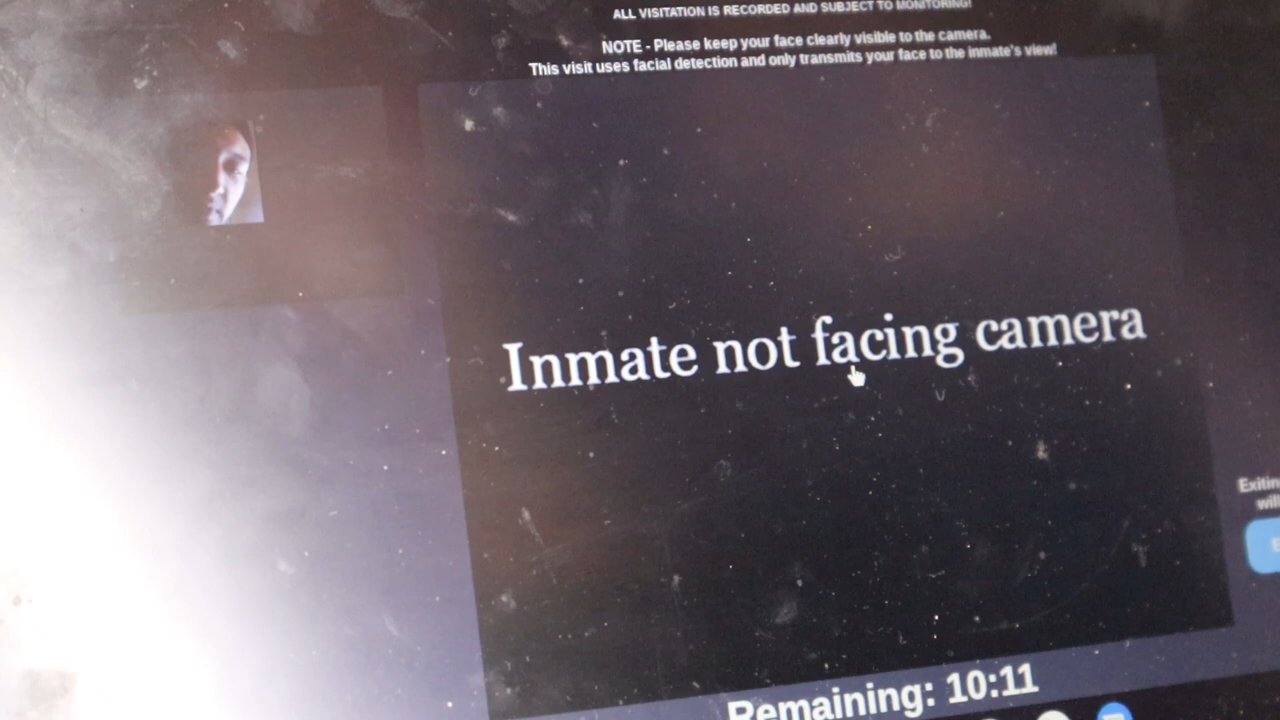 ALL VISITATION IS RECORDED AND SUBJECT TO MONITORING!
NOTE - Please keep your face clearly visible to the camera.
This visit uses facial detection and only transmits your face to the inmate's view!
Inmate not facing camera
Remaining: 10:11